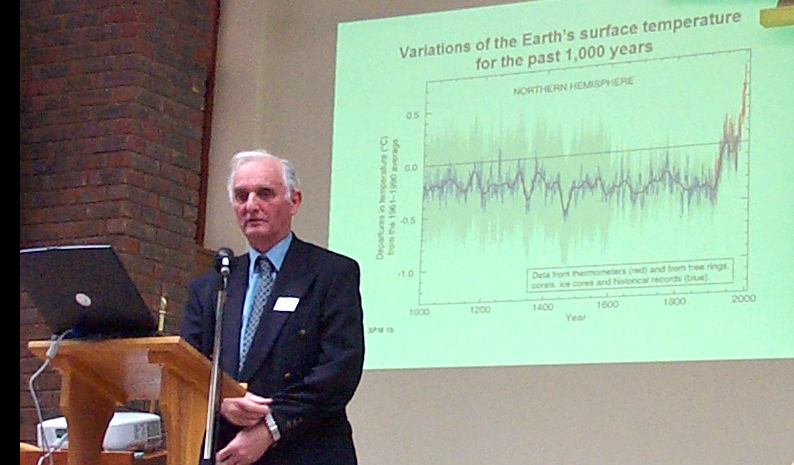 Variations of the Earth's surface temperature
for the past 1,000 years
NORTHERN HEMISPHERE
Departures in temperature (°C)
from the 1961–1990 average
0.5
0.0
-0.5
-1.0
Data from thermometers (red) and from tree rings,
corals, ice cores and historical records (blue).
1000 1200 1400 1600 1800 2000
Year
SPM 1b